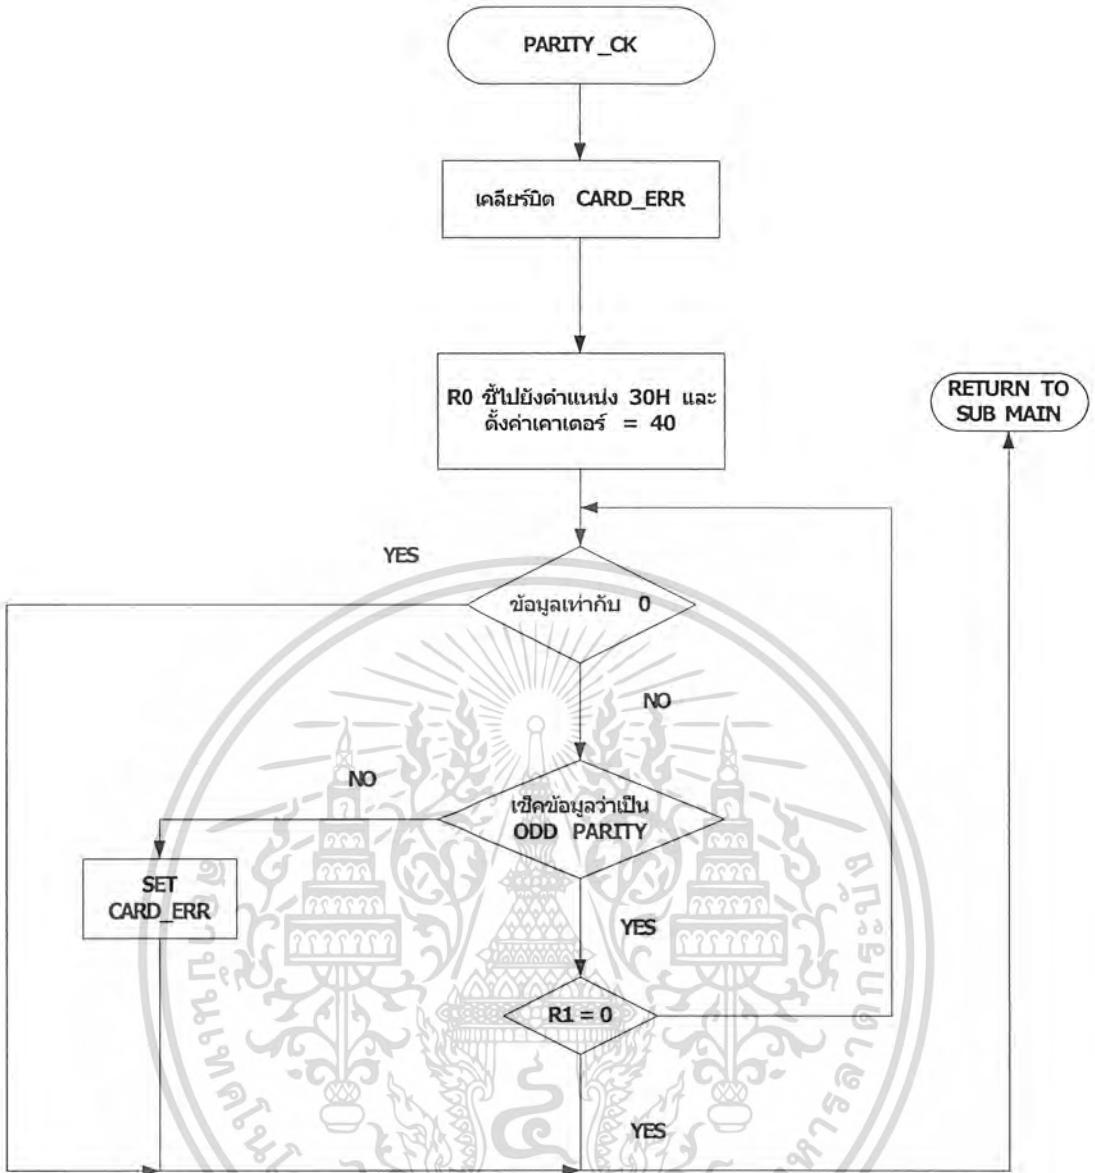 PARITY_CK
เคลียร์บิต CARD_ERR
R0 ชี้ไปยังตำแหน่ง 30H และ
ตั้งค่าเคาเตอร์ = 40
RETURN TO
SUB MAIN
YES
ข้อมูลเท่ากับ 0
NO
NO
เช็คข้อมูลว่าเป็น
ODD PARITY
SET
CARD_ERR
YES
R1 = 0
YES